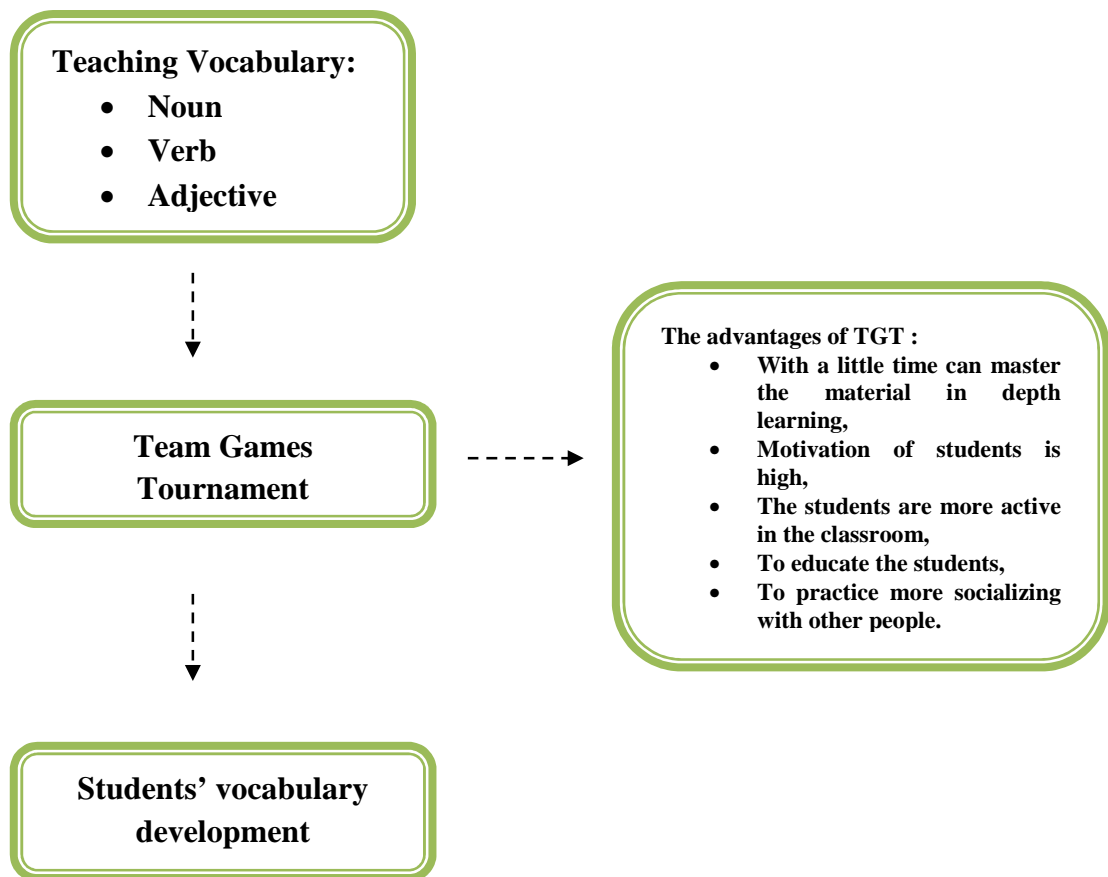 Teaching Vocabulary:
• Noun
• Verb
• Adjective
Team Games
Tournament
The advantages of TGT :
• With a little time can master
the material in depth
learning,
• Motivation of students is
high,
• The students are more active
in the classroom,
• To educate the students,
• To practice more socializing
with other people.
Students’ vocabulary
development